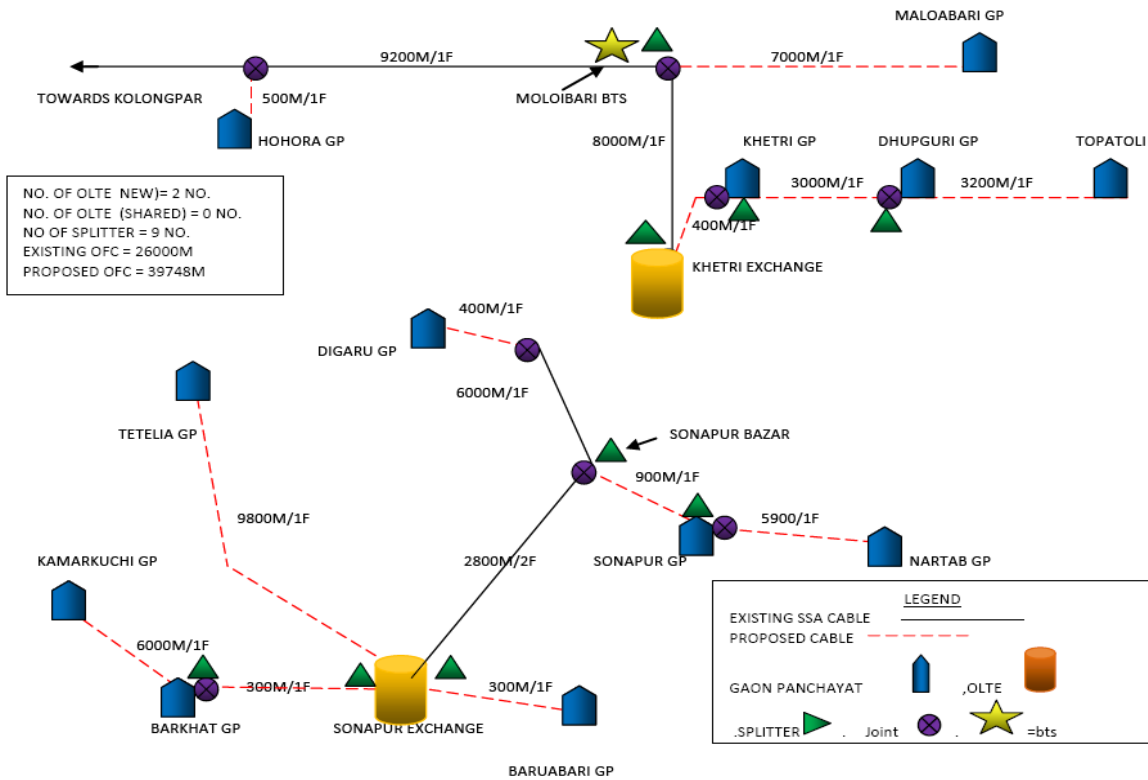 MALOABARI GP
9200M/1F
7000M/1F
TOWARDS KOLONGPAR
MOLOIBARI BTS
500M/1F
HOHORA GP
8000M/1F
KHETRI GP
DHUPGURI GP
TOPATOLI
3000M/1F
3200M/1F
400M/1F
KHETRI EXCHANGE
NO. OF OLTE NEW)= 2 NO.
NO. OF OLTE (SHARED) = 0 NO.
NO OF SPLITTER = 9 NO.
EXISTING OFC = 26000M
PROPOSED OFC = 39748M
400M/1F
DIGARU GP
6000M/1F
TETELIA GP
SONAPUR BAZAR
900M/1F
9800M/1F
5900/1F
KAMARKUCHI GP
2800M/2F
SONAPUR GP
NARTAB GP
6000M/1F
300M/1F
300M/1F
BARKHAT GP
SONAPUR EXCHANGE
BARUABARI GP
LEGEND
EXISTING SSA CABLE
PROPOSED CABLE
GAON PANCHAYAT ,OLTE
.SPLITTER . Joint . =bts